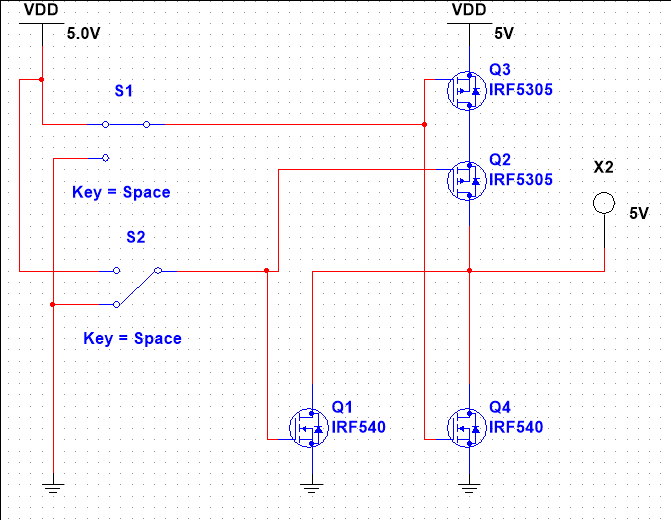 VDD
5.0V
VDD
5V
S1
Key = Space
S2
Key = Space
Q3
IRF5305
Q2
IRF5305
X2
5V
Q1
IRF540
Q4
IRF540